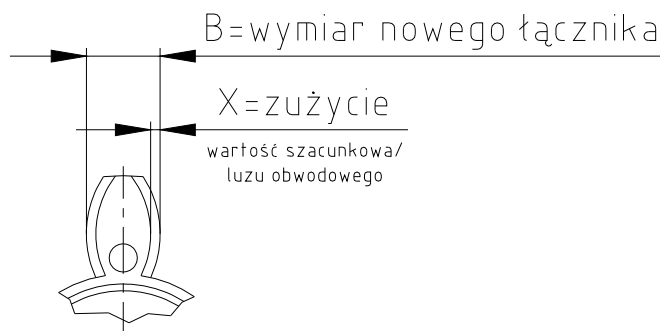 B=wymiar nowego łącznika
X=zużycie
wartość szacunkowa/
luzu obwodowego